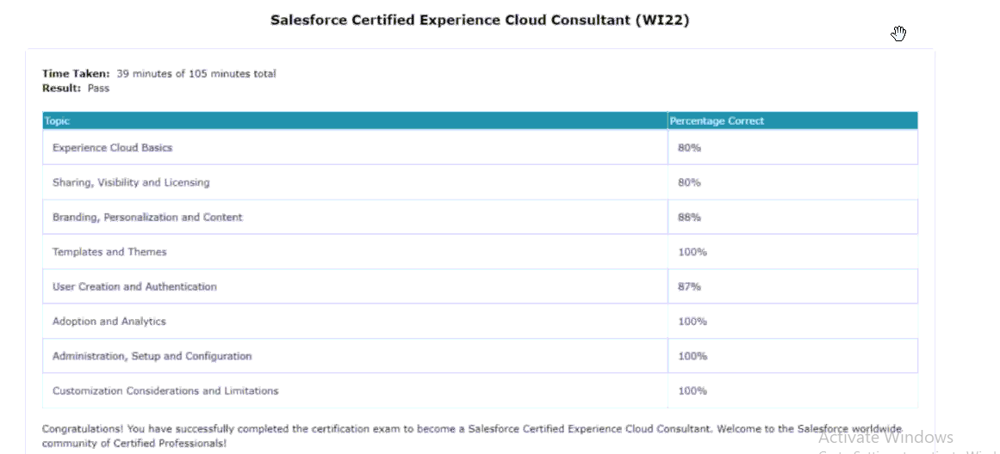 Salesforce Certified Experience Cloud Consultant (WI22)
Time Taken: 39 minutes of 105 minutes total
Result: Pass
Topic Percentage Correct
Experience Cloud Basics 80%
Sharing, Visibility and Licensing 80%
Branding, Personalization and Content 88%
Templates and Themes 100%
User Creation and Authentication 87%
Adoption and Analytics 100%
Administration, Setup and Configuration 100%
Customization Considerations and Limitations 100%
Congratulations! You have successfully completed the certification exam to become a Salesforce Certified Experience Cloud Consultant. Welcome to the Salesforce worldwide
community of Certified Professionals!
Activate Windows